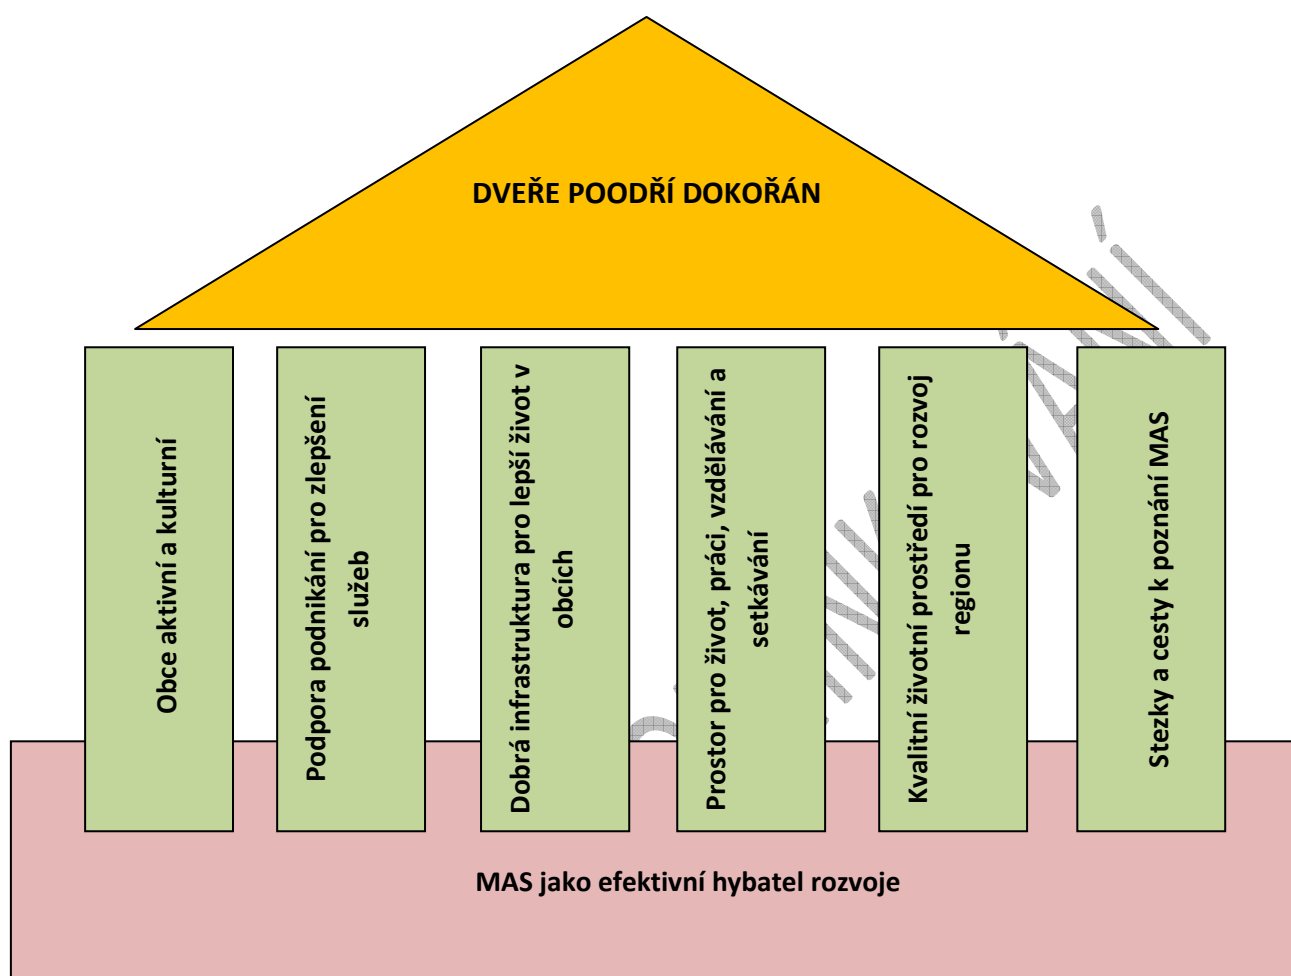 DVEŘE POODŘÍ DOKOŘÁN
Obce aktivní a kulturní
Podpora podnikání pro zlepšení
služeb
Dobrá infrastruktura pro lepší život v
obcích
Prostor pro život, práci, vzdělávání a
setkávání
Kvalitní životní prostředí pro rozvoj
regionu
Stezky a cesty k poznání MAS
MAS jako efektivní hybatel rozvoje